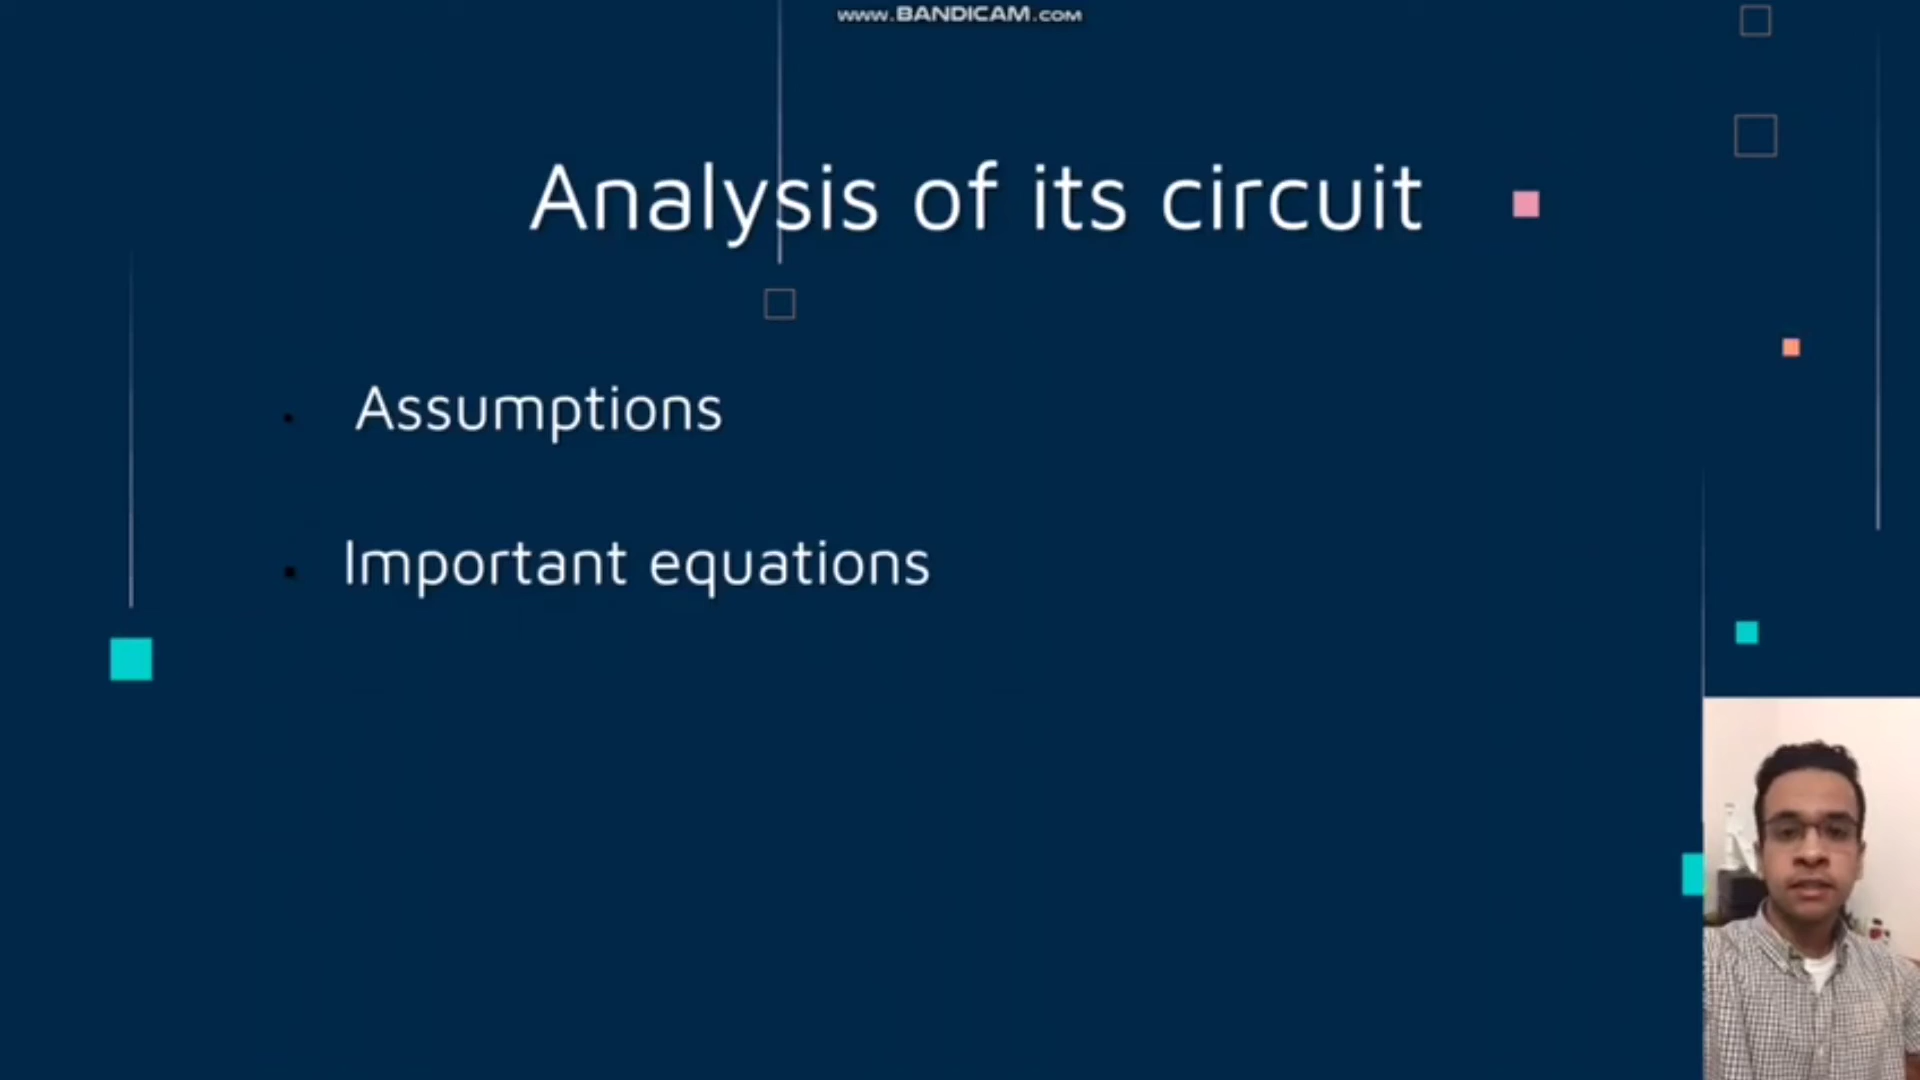 www.BANDICAM.COM
Analysis of its circuit
Assumptions
Important equations